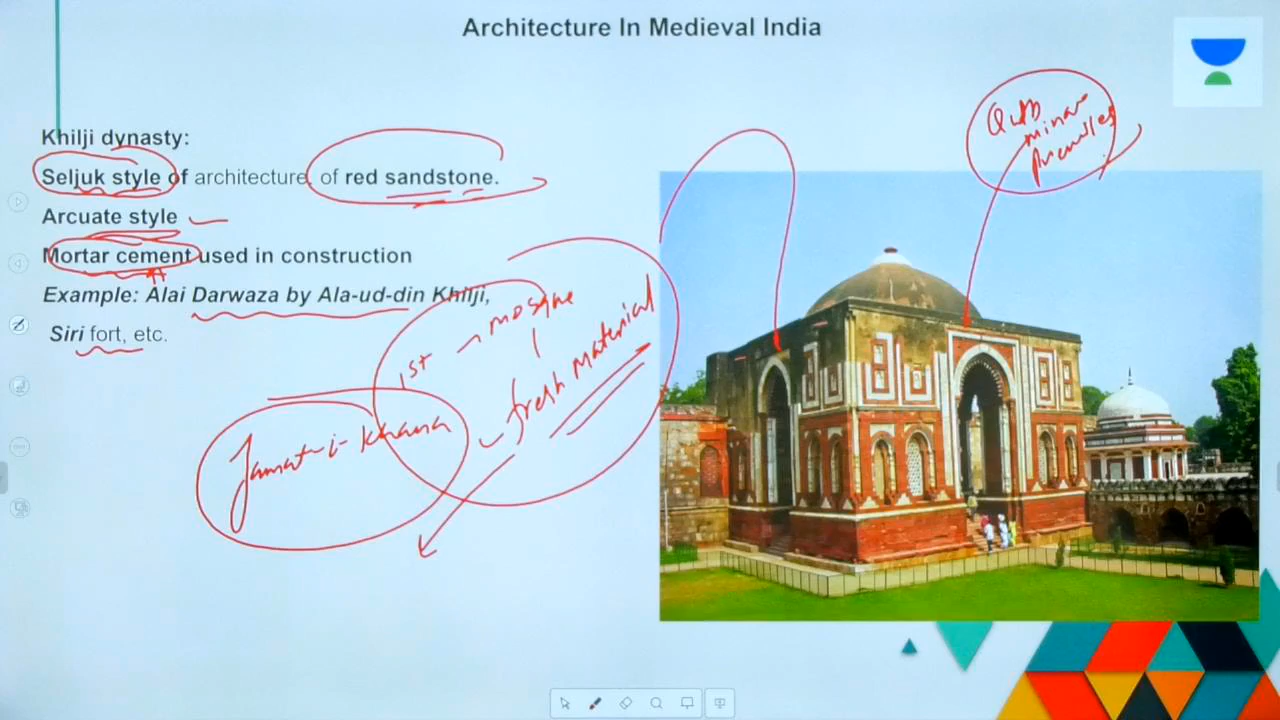 Architecture In Medieval India
Khilji dynasty:
Seljuk style of architecture, of red sandstone.
Arcuate style
Mortar cement used in construction
Example: Alai Darwaza by Ala-ud-din Khilji,
Siri fort, etc.
Qutb
minar
premises
1st
mosque
fresh Material
Jamat-i-Khana